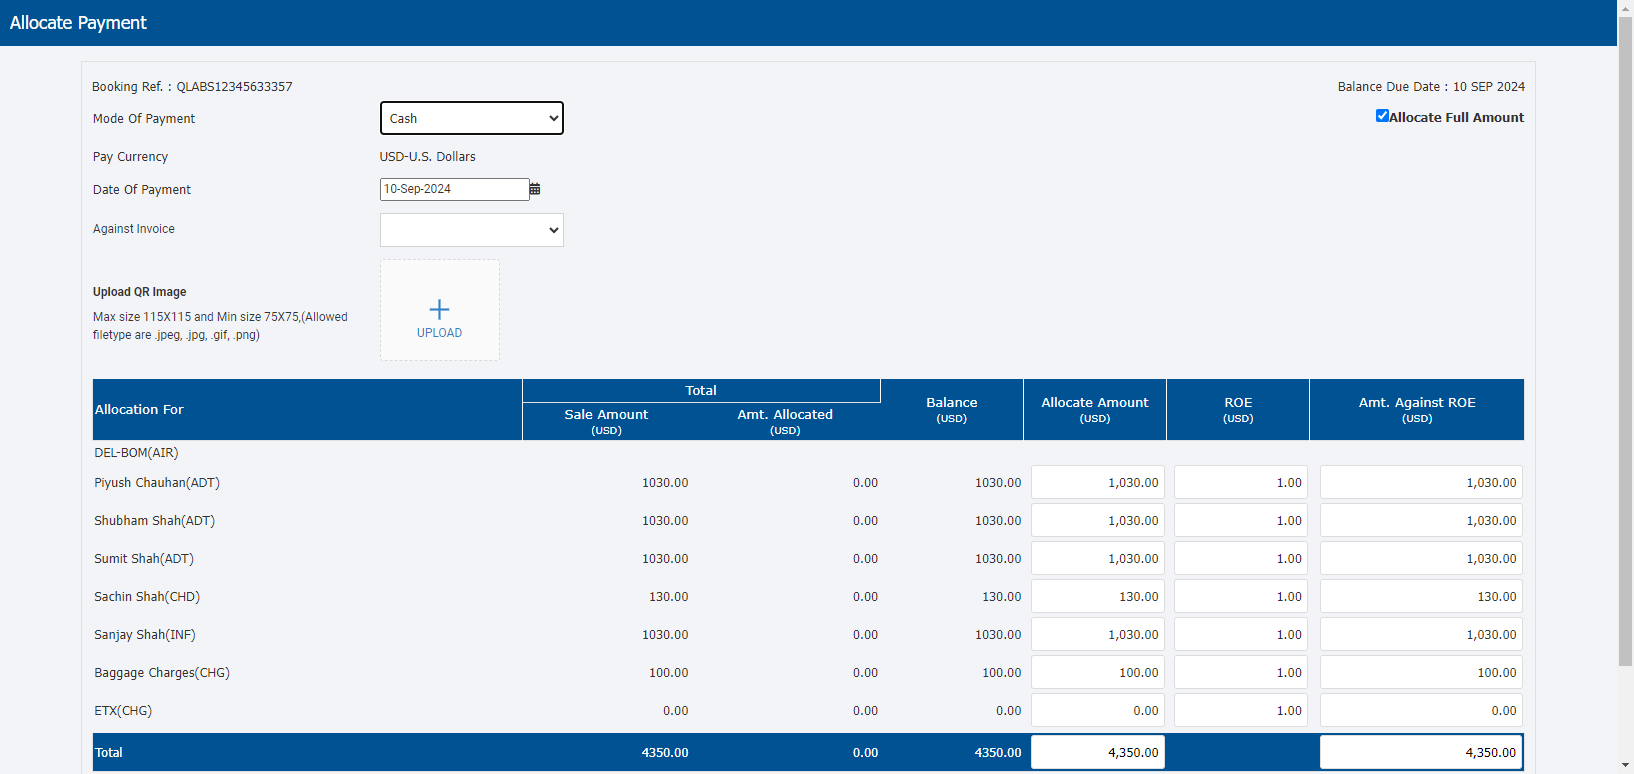 Allocate Payment
Booking Ref. : QLABS12345633357
Balance Due Date : 10 SEP 2024
Mode Of Payment Cash
Allocate Full Amount
Pay Currency USD-U.S. Dollars
Date Of Payment 10-Sep-2024
Against Invoice
Upload QR Image
Max size 115X115 and Min size 75X75,(Allowed
filetype are .jpeg, .jpg, .gif, .png)
UPLOAD
Allocation For
Total
Sale Amount
(USD)
Amt. Allocated
(USD)
Balance
(USD)
Allocate Amount
(USD)
ROE
(USD)
Amt. Against ROE
(USD)
DEL-BOM(AIR)
Piyush Chauhan(ADT) 1030.00 0.00 1030.00 1,030.00 1.00 1,030.00
Shubham Shah(ADT) 1030.00 0.00 1030.00 1,030.00 1.00 1,030.00
Sumit Shah(ADT) 1030.00 0.00 1030.00 1,030.00 1.00 1,030.00
Sachin Shah(CHD) 130.00 0.00 130.00 130.00 1.00 130.00
Sanjay Shah(INF) 1030.00 0.00 1030.00 1,030.00 1.00 1,030.00
Baggage Charges(CHG) 100.00 0.00 100.00 100.00 1.00 100.00
ETX(CHG) 0.00 0.00 0.00 0.00 1.00 0.00
Total 4350.00 0.00 4350.00 4,350.00 4,350.00